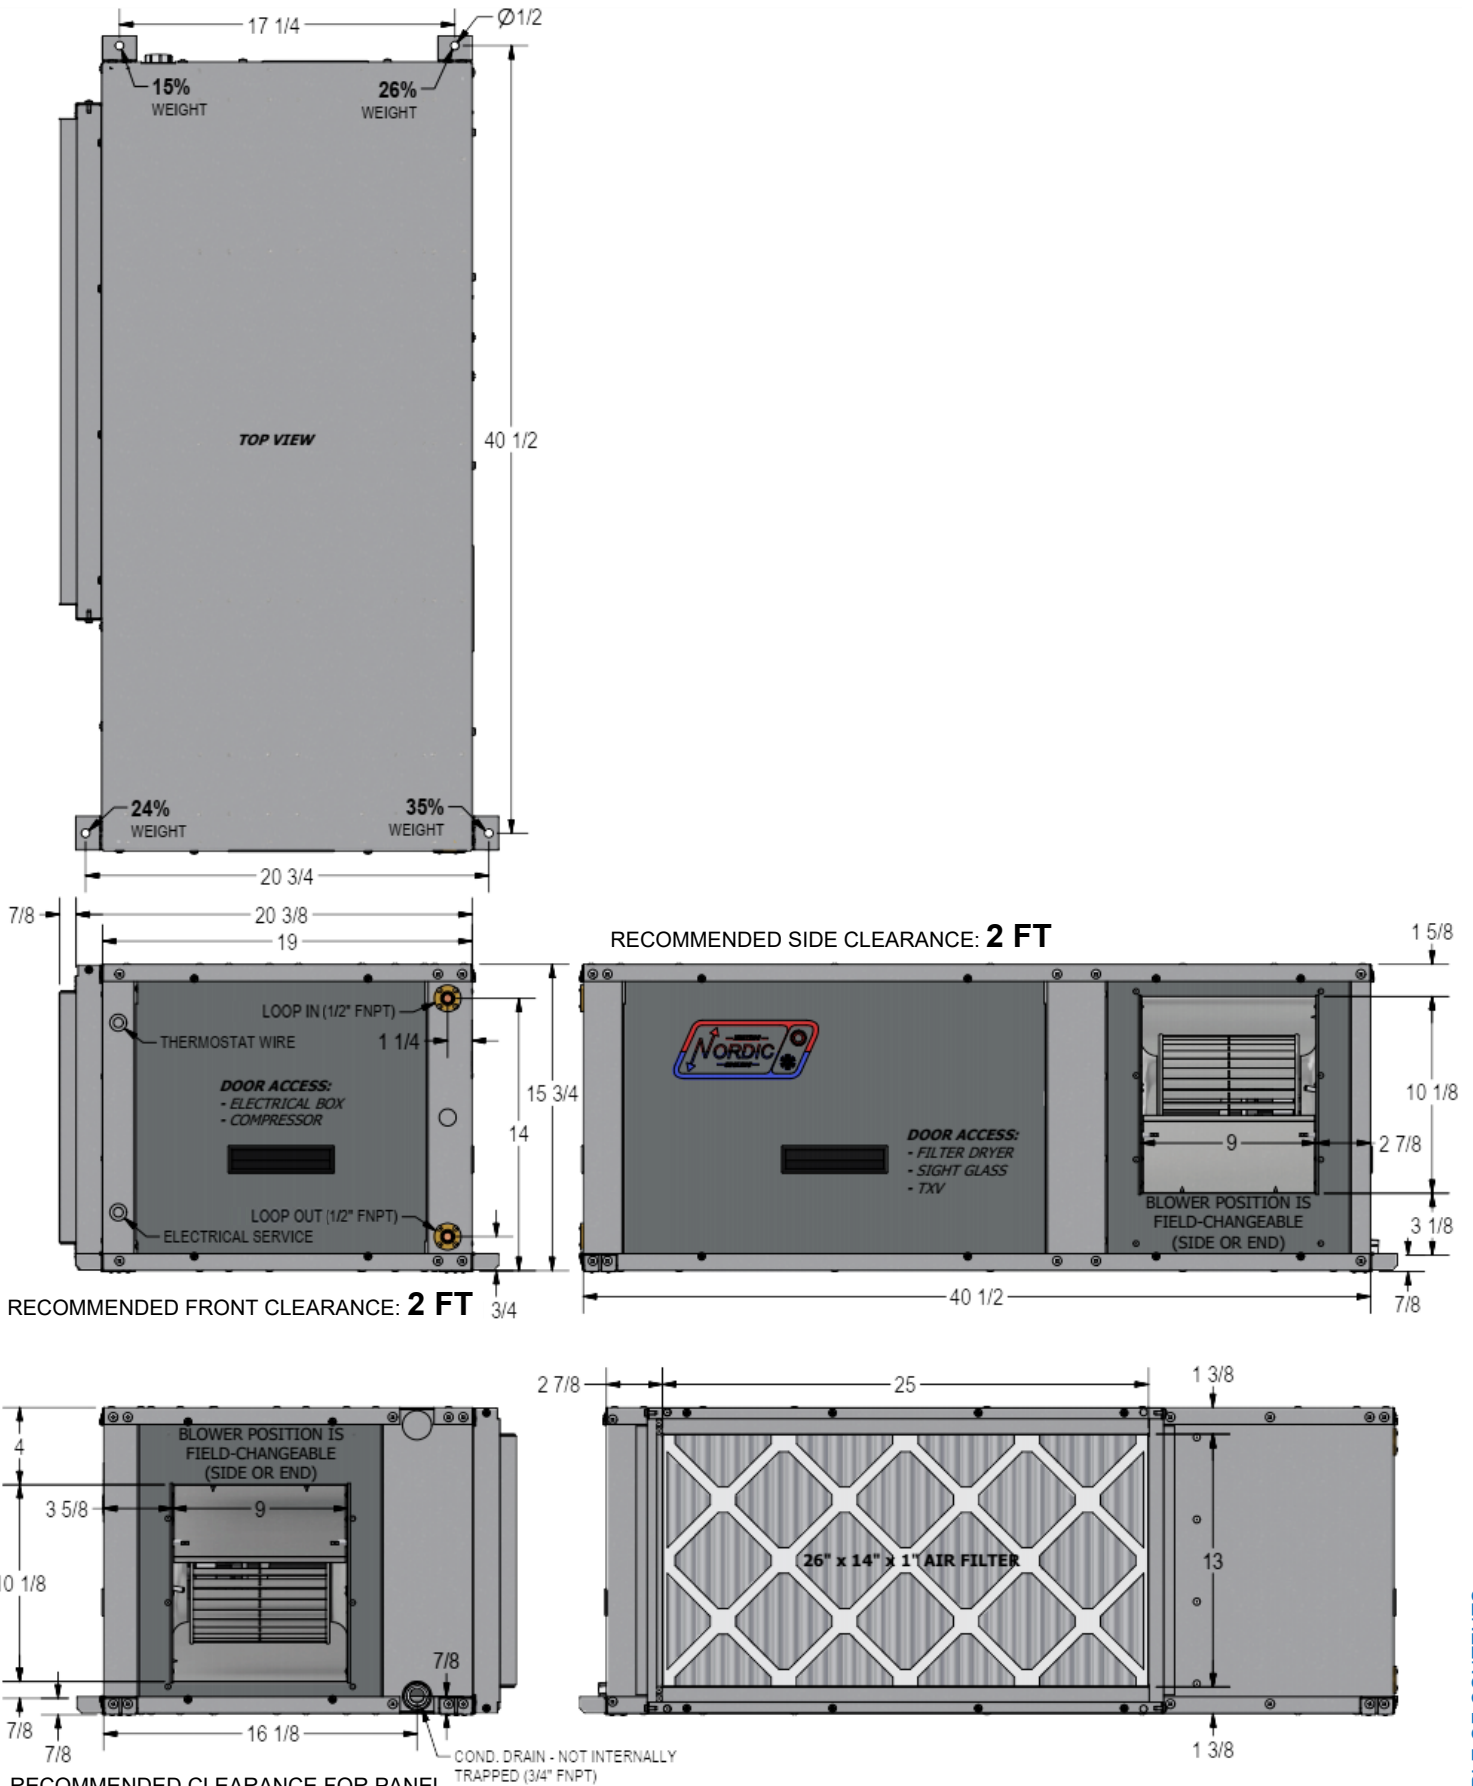 17 1/4
Ø1/2
15%
WEIGHT
26%
WEIGHT
TOP VIEW
40 1/2
24%
WEIGHT
35%
WEIGHT
20 3/4
7/8
20 3/8
19
RECOMMENDED SIDE CLEARANCE: 2 FT
1 5/8
LOOP IN (1/2" FNPT)
THERMOSTAT WIRE
1 1/4
DOOR ACCESS:
- ELECTRICAL BOX
- COMPRESSOR
14
15 3/4
LOOP OUT (1/2" FNPT)
ELECTRICAL SERVICE
3/4
RECOMMENDED FRONT CLEARANCE: 2 FT
NORDIC
DOOR ACCESS:
- FILTER DRYER
- SIGHT GLASS
- TXV
10 1/8
9
2 7/8
BLOWER POSITION IS
FIELD-CHANGEABLE
(SIDE OR END)
3 1/8
40 1/2
7/8
4
BLOWER POSITION IS
FIELD-CHANGEABLE
(SIDE OR END)
3 5/8
9
10 1/8
7/8
7/8
7/8
16 1/8
COND. DRAIN - NOT INTERNALLY
TRAPPED (3/4" FNPT)
RECOMMENDED CLEARANCE FOR PANEL
2 7/8
25
1 3/8
26" x 14" x 1" AIR FILTER
13
1 3/8